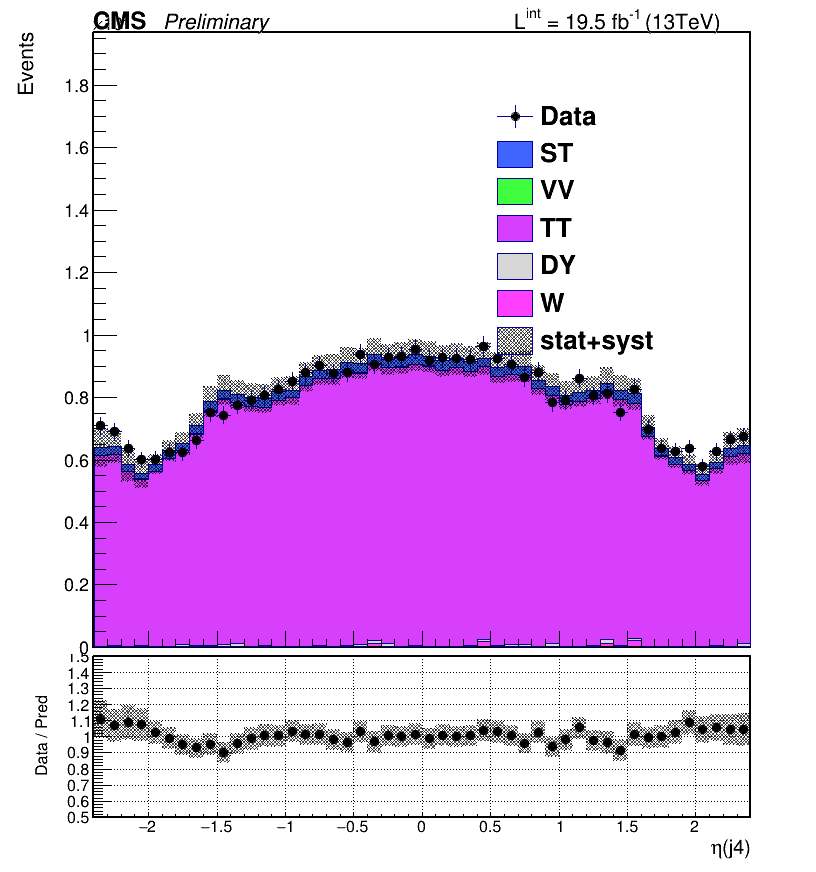 CMS Preliminary L^int = 19.5 fb^-1 (13TeV)
Events
1.8
1.6
1.4
1.2
1
0.8
0.6
0.4
0.2
0
Data
ST
VV
TT
DY
W
stat+syst
Data / Pred
1.5
1.4
1.3
1.2
1.1
1
0.9
0.8
0.7
0.6
0.5
−2 −1.5 −1 −0.5 0 0.5 1 1.5 2
η(j4)